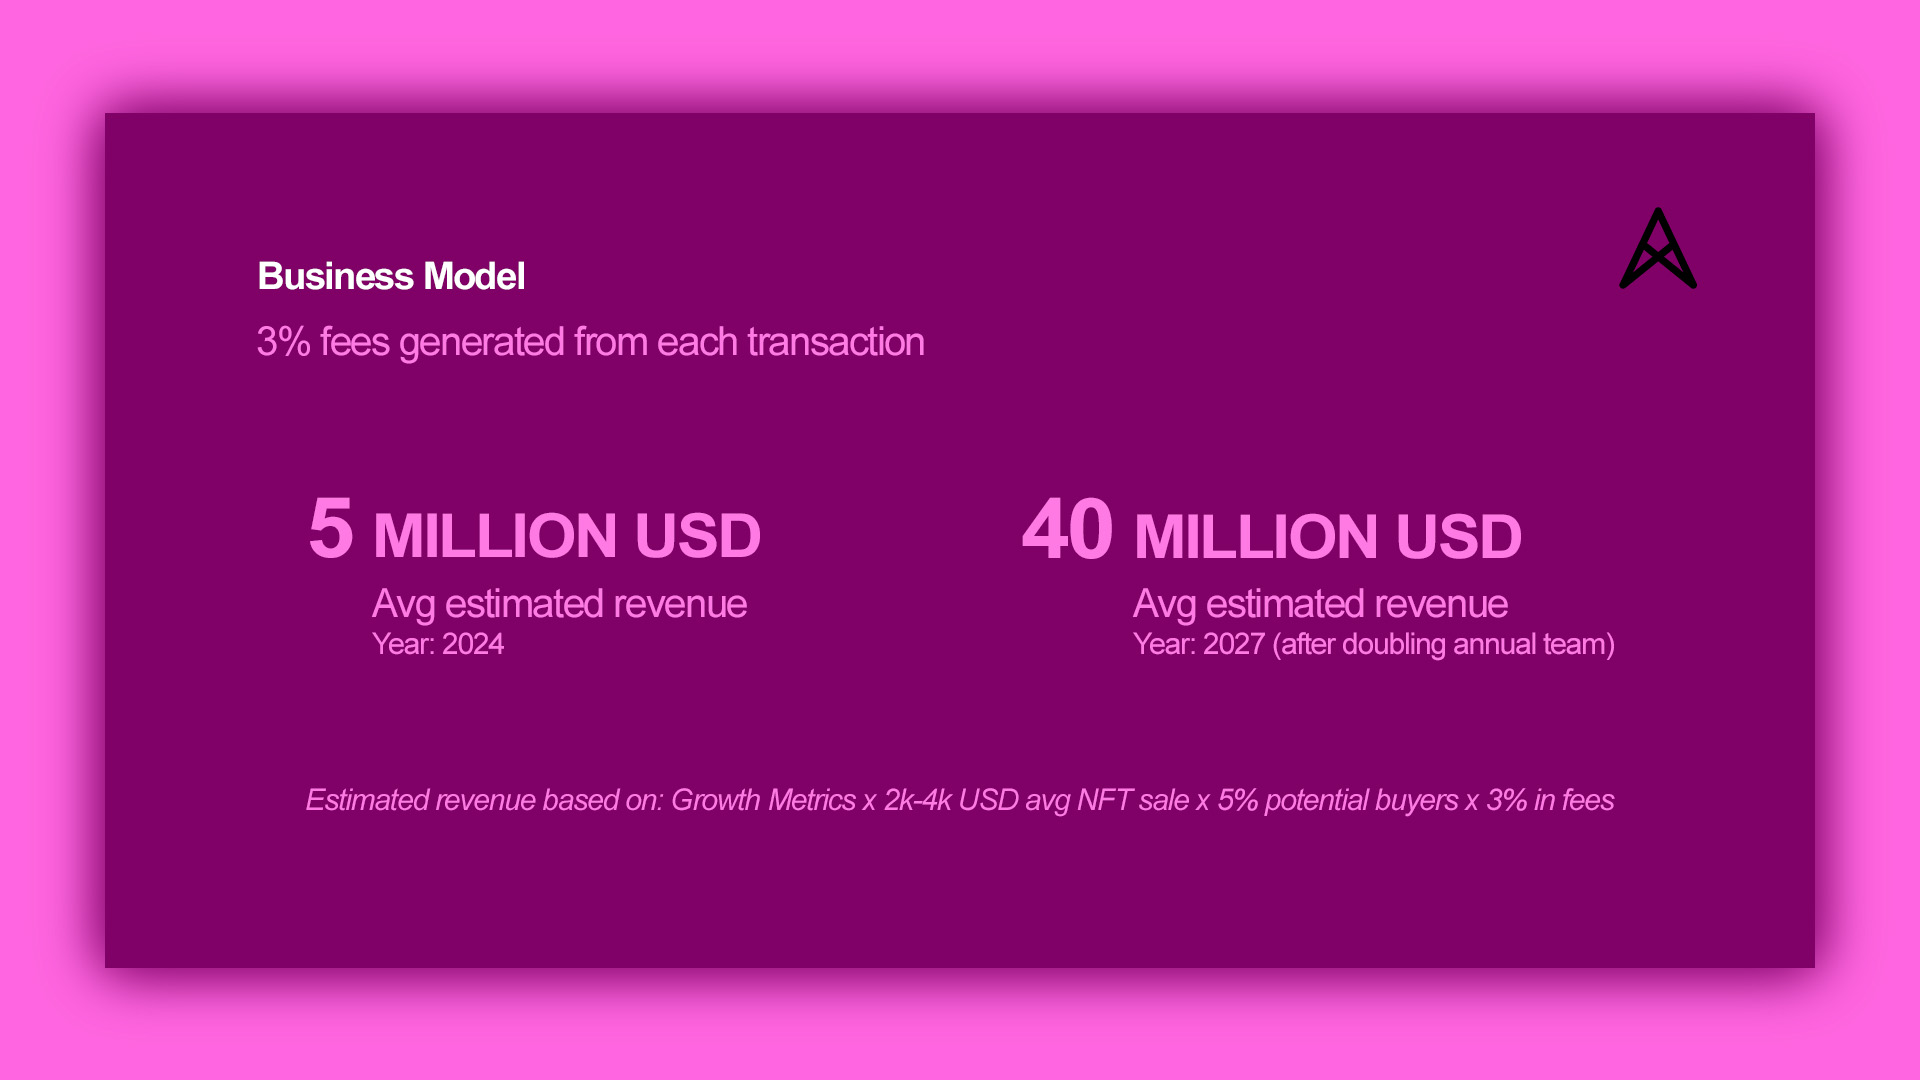 Business Model
3% fees generated from each transaction
5 MILLION USD
Avg estimated revenue
Year: 2024
40 MILLION USD
Avg estimated revenue
Year: 2027 (after doubling annual team)
Estimated revenue based on: Growth Metrics x 2k-4k USD avg NFT sale x 5% potential buyers x 3% in fees